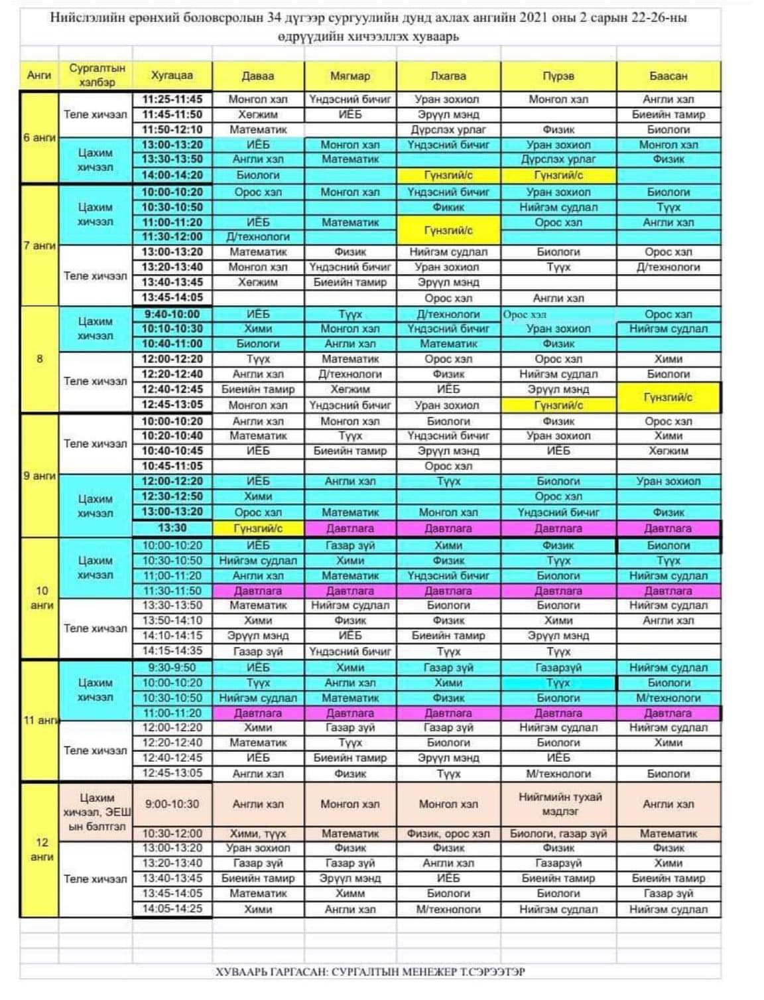 Нийслэлийн ерөнхий боловсролын 34 дүгээр сургуулийн дунд ахлах ангийн 2021 оны 2 сарын 22-26-ны
өдрүүдийн хичээллэх хуваарь
Анги Сургалтын хэлбэр Хугацаа Даваа Мягмар Лхагва Пүрэв Баасан
6 анги Теле хичээл 11:25-11:45 Монгол хэл Үндэсний бичиг Уран зохиол Монгол хэл Англи хэл
11:45-11:50 Хөгжим ИЁБ Эрүүл мэнд Биеийн тамир
11:50-12:10 Математик Дүрслэх урлаг Физик Биологи
Цахим хичээл 13:00-13:20 ИЁБ Монгол хэл Үндэсний бичиг Уран зохиол Монгол хэл
13:30-13:50 Англи хэл Математик Дүрслэх урлаг Физик
14:00-14:20 Биологи Гүнзгий/с Гүнзгий/с
7 анги Цахим хичээл 10:00-10:20 Орос хэл Монгол хэл Үндэсний бичиг Уран зохиол Биологи
10:30-10:50 Фикик Нийгэм судлал Түүх
11:00-11:20 ИЁБ Математик Гүнзгий/с Орос хэл Англи хэл
11:30-12:00 Д/технологи
Теле хичээл 13:00-13:20 Математик Физик Нийгэм судлал Биологи Орос хэл
13:20-13:40 Монгол хэл Үндэсний бичиг Уран зохиол Түүх Д/технологи
13:40-13:45 Хөгжим Биеийн тамир Эрүүл мэнд
13:45-14:05 Орос хэл Англи хэл
8 Цахим хичээл 9:40-10:00 ИЁБ Түүх Д/технологи Орос хэл Орос хэл
10:10-10:30 Хими Монгол хэл Үндэсний бичиг Уран зохиол Нийгэм судлал
10:40-11:00 Биологи Англи хэл Математик Физик
Теле хичээл 12:00-12:20 Түүх Математик Орос хэл Орос хэл Хими
12:20-12:40 Англи хэл Д/технологи Физик Нийгэм судлал Биологи
12:40-12:45 Биеийн тамир Хөгжим ИЁБ Эрүүл мэнд Гүнзгий/с
12:45-13:05 Монгол хэл Үндэсний бичиг Уран зохиол Гүнзгий/с
9 анги Теле хичээл 10:00-10:20 Англи хэл Монгол хэл Биологи Физик Орос хэл
10:20-10:40 Математик Түүх Үндэсний бичиг Уран зохиол Хими
10:40-10:45 ИЁБ Биеийн тамир Эрүүл мэнд ИЁБ Хөгжим
10:45-11:05 Орос хэл
Цахим хичээл 12:00-12:20 ИЁБ Англи хэл Түүх Биологи Уран зохиол
12:30-12:50 Хими Орос хэл
13:00-13:20 Орос хэл Математик Монгол хэл Үндэсний бичиг Физик
13:30 Гүнзгий/с Давтлага Давтлага Давтлага Давтлага
10 анги Цахим хичээл 10:00-10:20 ИЁБ Газар зүй Хими Физик Биологи
10:30-10:50 Нийгэм судлал Хими Физик Түүх Түүх
11;00-11:20 Англи хэл Математик Үндэсний бичиг Биологи Нийгэм судлал
11:30-11:50 Давтлага Давтлага Давтлага Давтлага Давтлага
Теле хичээл 13:30-13:50 Математик Нийгэм судлал Биологи Биологи Нийгэм судлал
13:50-14:10 Хими Физик Физик Хими Англи хэл
14:10-14:15 Эрүүл мэнд ИЁБ Биеийн тамир Эрүүл мэнд
14:15-14:35 Газар зүй Үндэсний бичиг Түүх Түүх
11 анги Цахим хичээл 9:30-9:50 ИЁБ Хими Газар зүй Газарзүй Нийгэм судлал
10:00-10:20 Түүх Англи хэл Хими Түүх Биологи
10:30-10:50 Нийгэм судлал Математик Физик Биологи М/технологи
11:00-11:20 Давтлага Давтлага Давтлага Давтлага Давтлага
Теле хичээл 12:00-12:20 Хими Газар зүй Газар зүй Нийгэм судлал Нийгэм судлал
12:20-12:40 Математик Түүх Биологи Биологи Хими
12:40-12:45 ИЁБ Биеийн тамир Эрүүл мэнд ИЁБ
12:45-13:05 Англи хэл Физик Түүх М/технологи Биологи
12 анги Цахим хичээл, ЭЕШ ын бэлтгэл 9:00-10:30 Англи хэл Монгол хэл Монгол хэл Нийгмийн тухай мэдлэг Англи хэл
10:30-12:00 Хими, түүх Математик Физик, орос хэл Биологи, газар зүй Математик
Теле хичээл 13:00-13:20 Уран зохиол Физик Физик Физик Физик
13:20-13:40 Газар зүй Газар зүй Англи хэл Газарзүй Хими
13:40-13:45 Биеийн тамир Эрүүл мэнд ИЁБ Биеийн тамир Биеийн тамир
13:45-14:05 Математик Химм Биологи Биологи Газар зүй
14:05-14:25 Хими Англи хэл М/технологи Нийгэм судлал Нийгэм судлал
ХУВААРЬ ГАРГАСАН: СУРГАЛТЫН МЕНЕЖЕР Т.СЭРЭЭТЭР